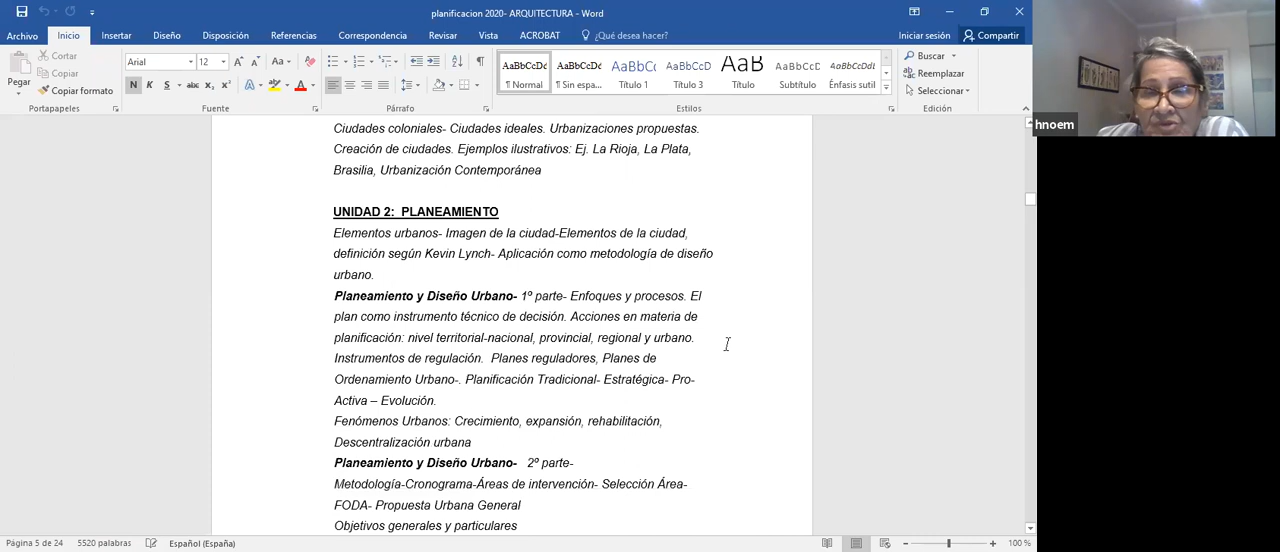 planificacion 2020- ARQUITECTURA - Word
Archivo Inicio Insertar Diseño Disposición Referencias Correspondencia Revisar Vista ACROBAT ¿Qué desea hacer? Iniciar sesión Compartir
Pegar
Cortar
Copiar
Copiar formato
Portapapeles
Arial 12
N K S abc
Fuente
Párrafo
AaBbCcDc AaBbCcDc AaBbC AaBbCcD AaB AaBbCcD AaBbCcDd
¶ Normal ¶ Sin espa... Título 1 Título 3 Título Subtítulo Énfasis sutil
Estilos
Buscar
Reemplazar
Seleccionar
Edición
hnoem
Ciudades coloniales- Ciudades ideales. Urbanizaciones propuestas.
Creación de ciudades. Ejemplos ilustrativos: Ej. La Rioja, La Plata,
Brasilia, Urbanización Contemporánea
UNIDAD 2: PLANEAMIENTO
Elementos urbanos- Imagen de la ciudad-Elementos de la ciudad,
definición según Kevin Lynch- Aplicación como metodología de diseño
urbano.
Planeamiento y Diseño Urbano- 1º parte- Enfoques y procesos. El
plan como instrumento técnico de decisión. Acciones en materia de
planificación: nivel territorial-nacional, provincial, regional y urbano.
Instrumentos de regulación. Planes reguladores, Planes de
Ordenamiento Urbano-. Planificación Tradicional- Estratégica- Pro-
Activa – Evolución.
Fenómenos Urbanos: Crecimiento, expansión, rehabilitación,
Descentralización urbana
Planeamiento y Diseño Urbano- 2º parte-
Metodología-Cronograma-Áreas de intervención- Selección Área-
FODA- Propuesta Urbana General
Objetivos generales y particulares
Página 5 de 24 5520 palabras Español (España) 100 %